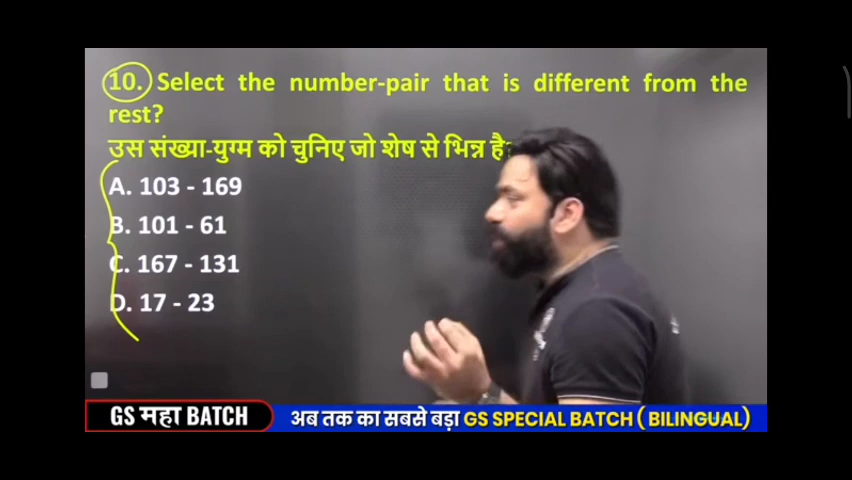 10. Select the number-pair that is different from the
rest?
उस संख्या-युग्म को चुनिए जो शेष से भिन्न है?
A. 103 - 169
B. 101 - 61
C. 167 - 131
D. 17 - 23
GS महा BATCH
अब तक का सबसे बड़ा GS SPECIAL BATCH ( BILINGUAL)